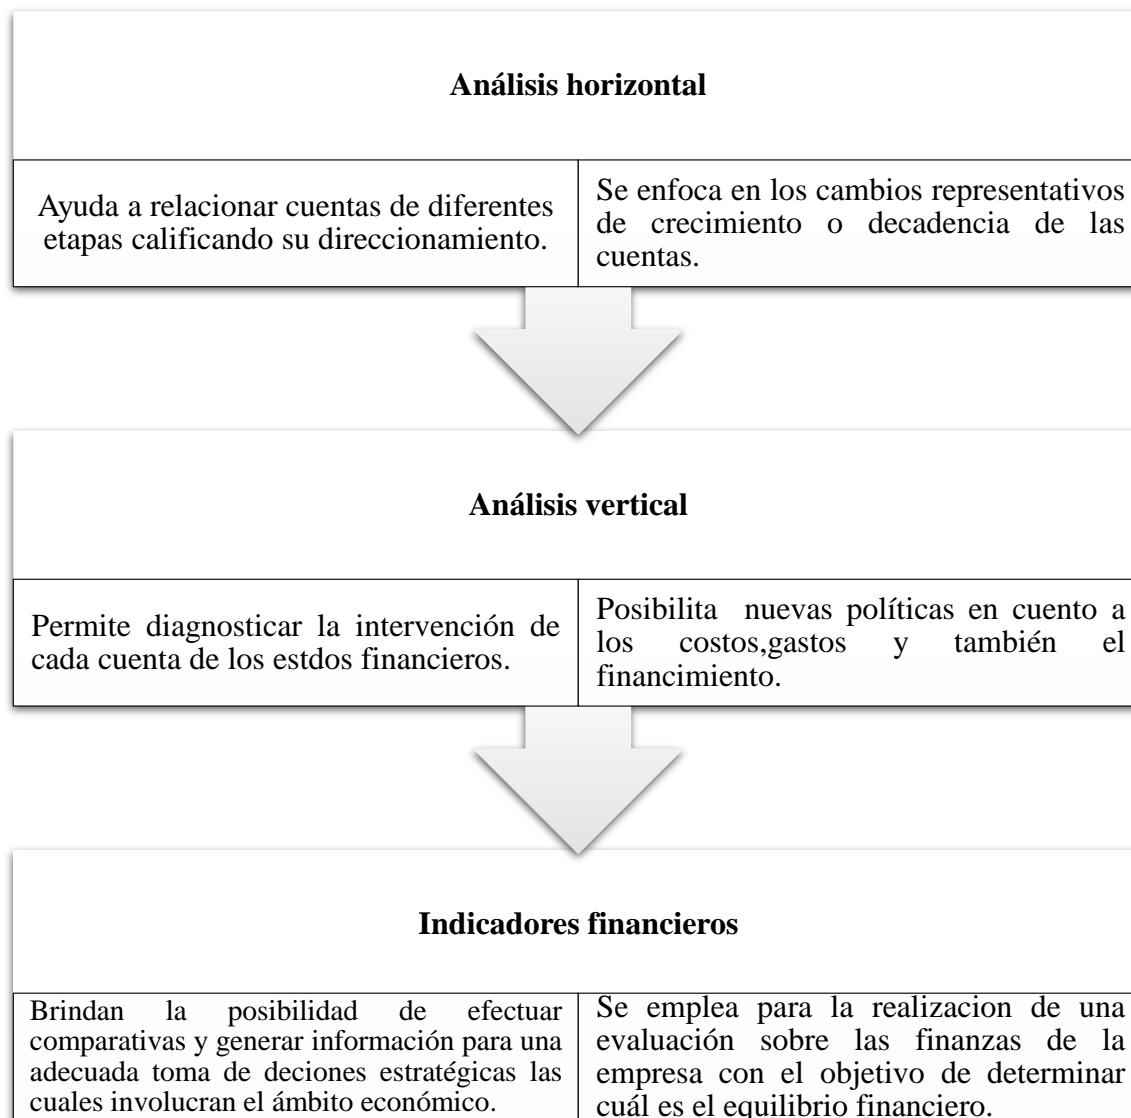 Análisis horizontal
Ayuda a relacionar cuentas de diferentes
etapas calificando su direccionamiento.
Se enfoca en los cambios representativos
de crecimiento o decadencia de las
cuentas.
Análisis vertical
Permite diagnosticar la intervención de
cada cuenta de los estdos financieros.
Posibilita nuevas políticas en cuento a
los costos,gastos y también el
financimiento.
Indicadores financieros
Brindan la posibilidad de efectuar
comparativas y generar información para una
adecuada toma de deciones estratégicas las
cuales involucran el ámbito económico.
Se emplea para la realizacion de una
evaluación sobre las finanzas de la
empresa con el objetivo de determinar
cuál es el equilibrio financiero.